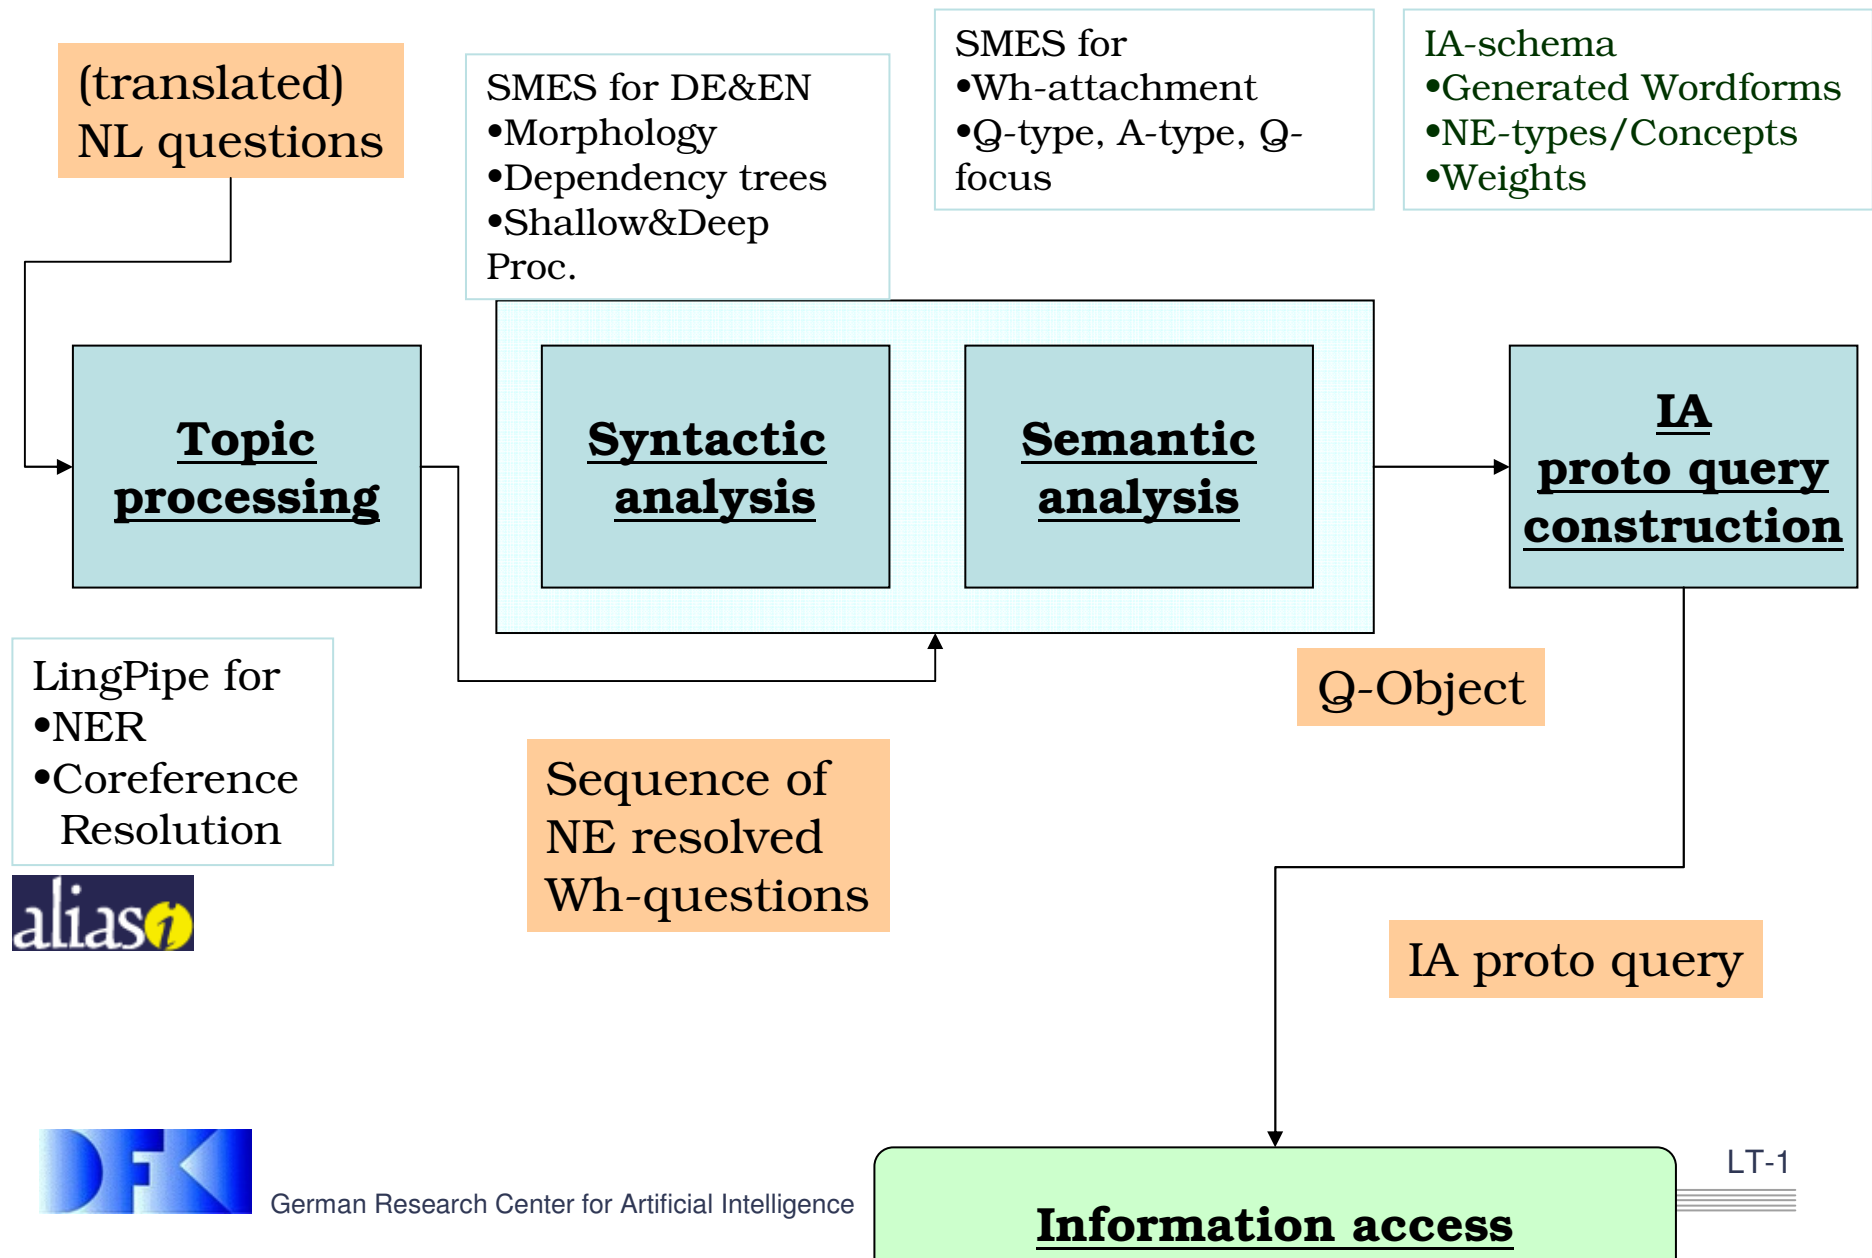 (translated)
NL questions
SMES for DE&EN
•Morphology
•Dependency trees
•Shallow&Deep
Proc.
SMES for
•Wh-attachment
•Q-type, A-type, Q-
focus
IA-schema
•Generated Wordforms
•NE-types/Concepts
•Weights
Topic
processing
Syntactic
analysis
Semantic
analysis
IA
proto query
construction
LingPipe for
•NER
•Coreference
Resolution
alias i
Sequence of
NE resolved
Wh-questions
Q-Object
IA proto query
DFKI
German Research Center for Artificial Intelligence
LT-1
Information access